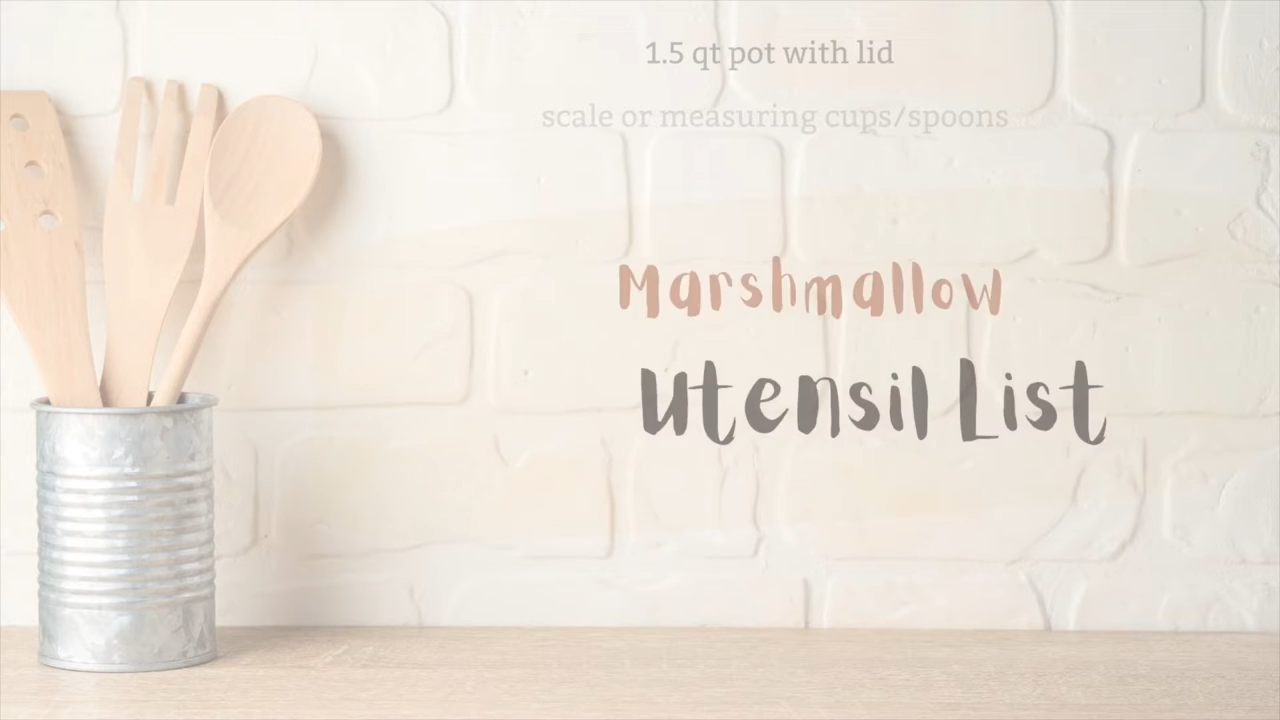 1.5 qt pot with lid
scale or measuring cups/spoons
Marshmallow
Utensil List